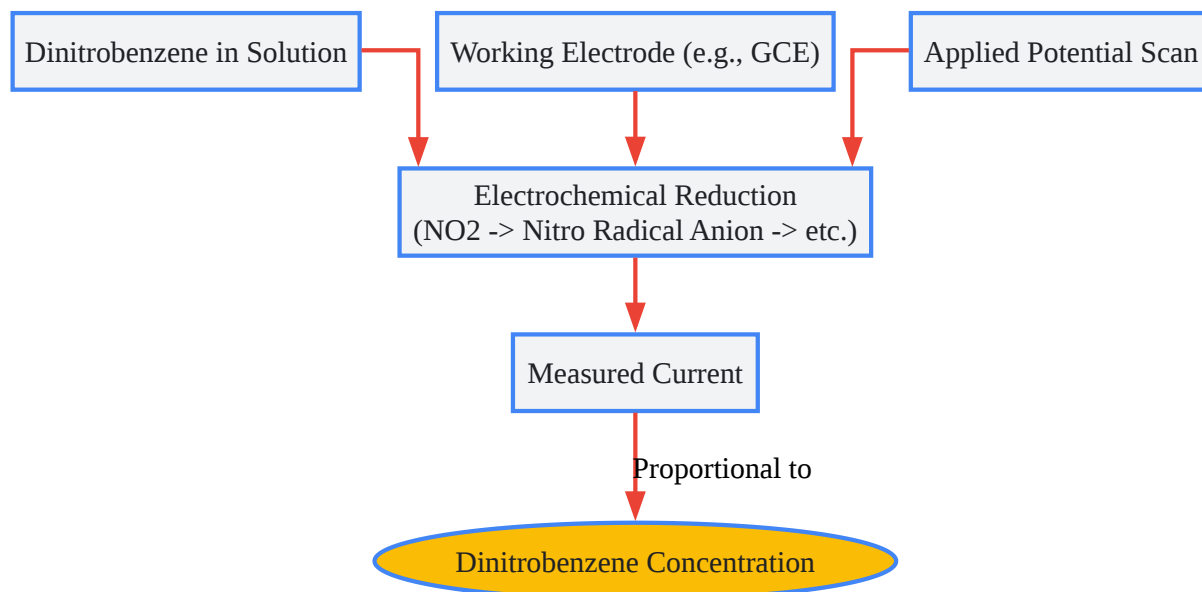 Dinitrobenzene in Solution
Working Electrode (e.g., GCE)
Applied Potential Scan
Electrochemical Reduction
(NO2 -> Nitro Radical Anion -> etc.)
Measured Current
Proportional to
Dinitrobenzene Concentration